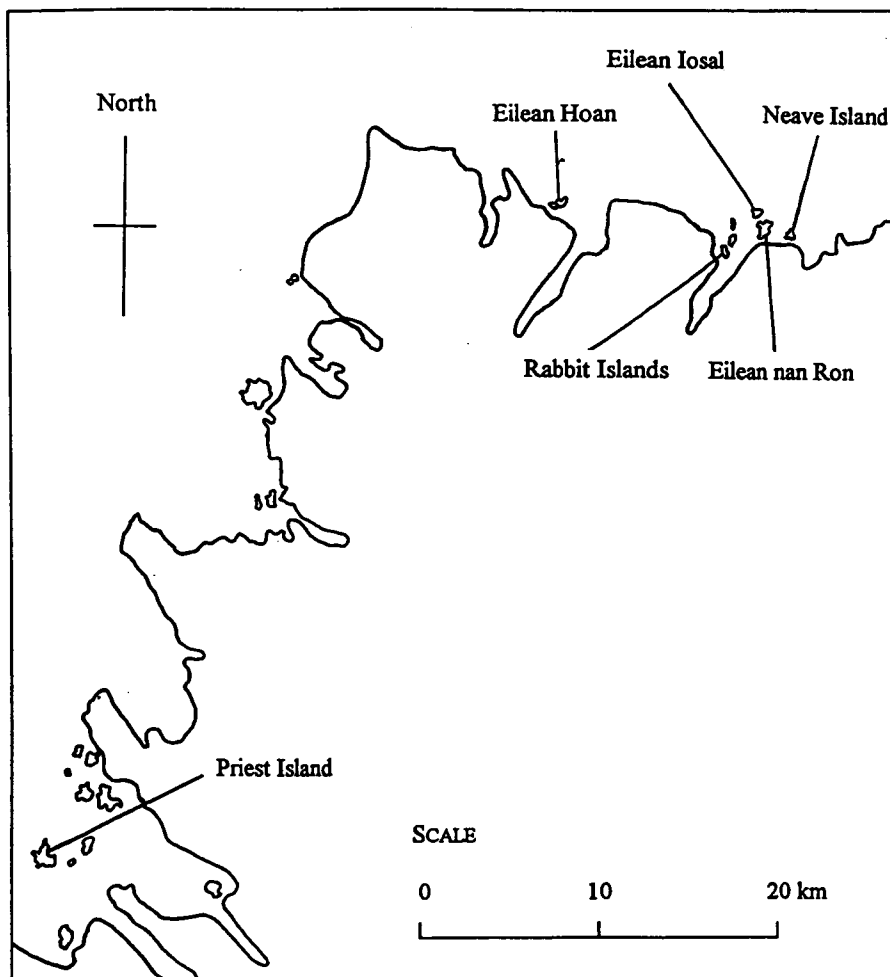 Eilean Iosal
North
Eilean Hoan
Neave Island
Rabbit Islands
Eilean nan Ron
Priest Island
SCALE
0 10 20 km